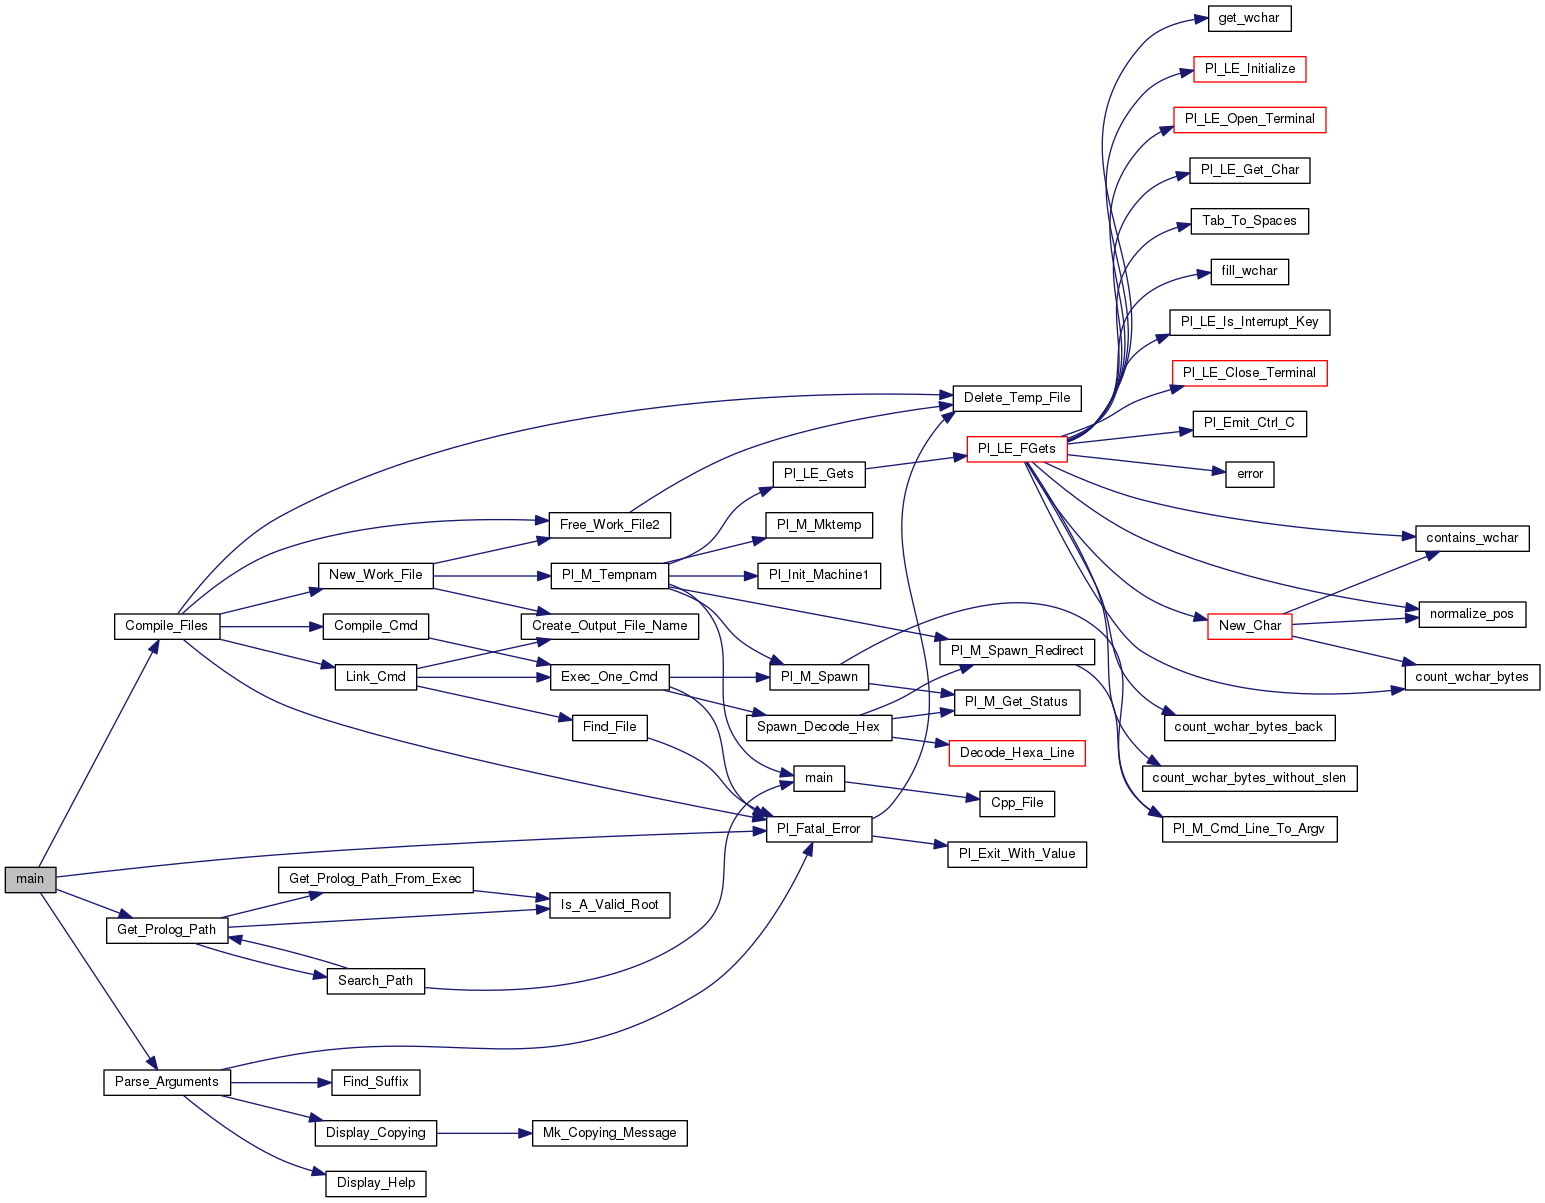 get_wchar
Pl_LE_Initialize
Pl_LE_Open_Terminal
Pl_LE_Get_Char
Tab_To_Spaces
fill_wchar
Pl_LE_Is_Interrupt_Key
Pl_LE_Close_Terminal
Delete_Temp_File
Pl_Emit_Ctrl_C
Pl_LE_FGets
Pl_LE_Gets
error
Free_Work_File2
Pl_M_Mktemp
contains_wchar
New_Work_File
Pl_M_Tempnam
Pl_Init_Machine1
Compile_Files
Compile_Cmd
Create_Output_File_Name
New_Char
normalize_pos
Pl_M_Spawn_Redirect
Link_Cmd
Exec_One_Cmd
Pl_M_Spawn
count_wchar_bytes
Pl_M_Get_Status
Find_File
Spawn_Decode_Hex
count_wchar_bytes_back
Decode_Hexa_Line
main
count_wchar_bytes_without_slen
Cpp_File
Pl_Fatal_Error
Pl_M_Cmd_Line_To_Argv
Pl_Exit_With_Value
main
Get_Prolog_Path_From_Exec
Is_A_Valid_Root
Get_Prolog_Path
Search_Path
Parse_Arguments
Find_Suffix
Display_Copying
Mk_Copying_Message
Display_Help